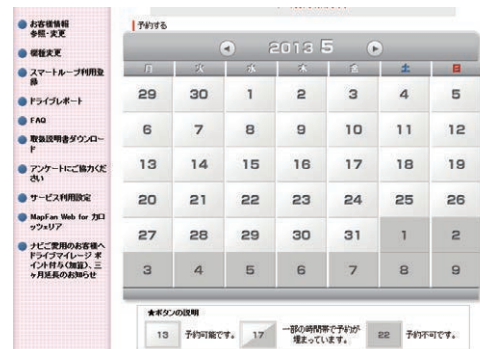 お客様情報
参照・変更
機種変更
スマートループ利用登
録
ドライブレポート
FAQ
取扱説明書ダウンロー
ド
アンケートにご協力くだ
さい
サービス利用設定
MapFan Web for カロ
ッツェリア
ナビご愛用のお客様へ
ドライブマイレージ ポ
イント付与(加算)、三
ヶ月延長のお知らせ
予約する
2013 5
月 火 水 木 金 土 日
29 30 1 2 3 4 5
6 7 8 9 10 11 12
13 14 15 16 17 18 19
20 21 22 23 24 25 26
27 28 29 30 31 1 2
3 4 5 6 7 8 9
★ボタンの説明
13 予約可能です。 17 一部の時間帯で予約が
埋まっています。 22 予約不可です。